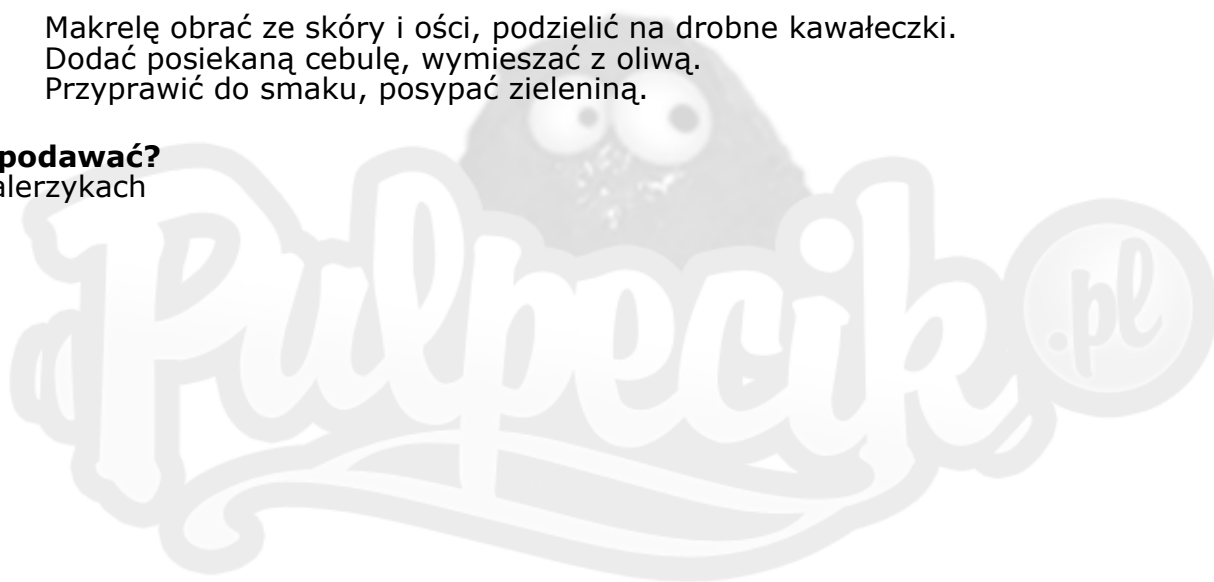 Makrelę obrać ze skóry i ości, podzielić na drobne kawałeczki.
Dodać posiekaną cebulę, wymieszać z oliwą.
Przyprawić do smaku, posypać zieleniną.
podawać?
alerzykach
Pulpecik.pl